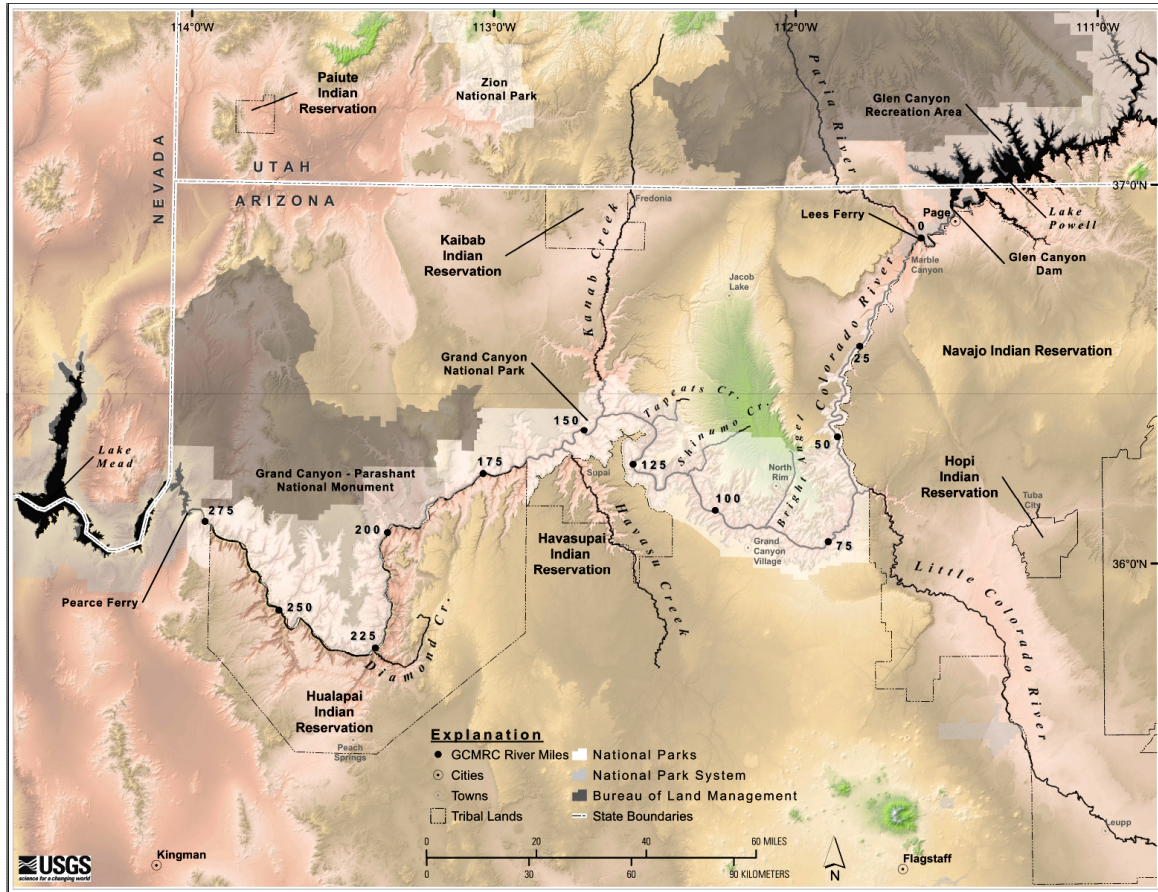 114°0'W
113°0'W
112°0'W
111°0'W
Paiute
Indian
Reservation
Zion
National Park
Paria River
Glen Canyon
Recreation Area
NEVADA
UTAH
ARIZONA
37°0'N
Fredonia
Lees Ferry
0
Page
Lake
Powell
Kaibab
Indian
Reservation
Kanab Creek
Marble
Canyon
Glen Canyon
Dam
Jacob
Lake
Colorado River
25
Navajo Indian Reservation
Grand Canyon
National Park
Tapeats Cr.
Shinumo Cr.
150
50
Lake
Mead
175
125
Supai
North
Rim
Bright Angel
Grand Canyon - Parashant
National Monument
Hopi
Indian
Reservation
Tuba
City
275
200
100
Havasu Creek
Havasupai
Indian
Reservation
Grand
Canyon
Village
75
36°0'N
Little Colorado River
Pearce Ferry
250
225
Diamond Cr.
Hualapai
Indian
Reservation
Peach
Springs
Explanation
GCMRC River Miles
National Parks
Cities
National Park System
Towns
Bureau of Land Management
Tribal Lands
State Boundaries
Leupp
0 20 40 60 MILES
0 30 60 90 KILOMETERS
N
Kingman
Flagstaff
USGS
science for a changing world